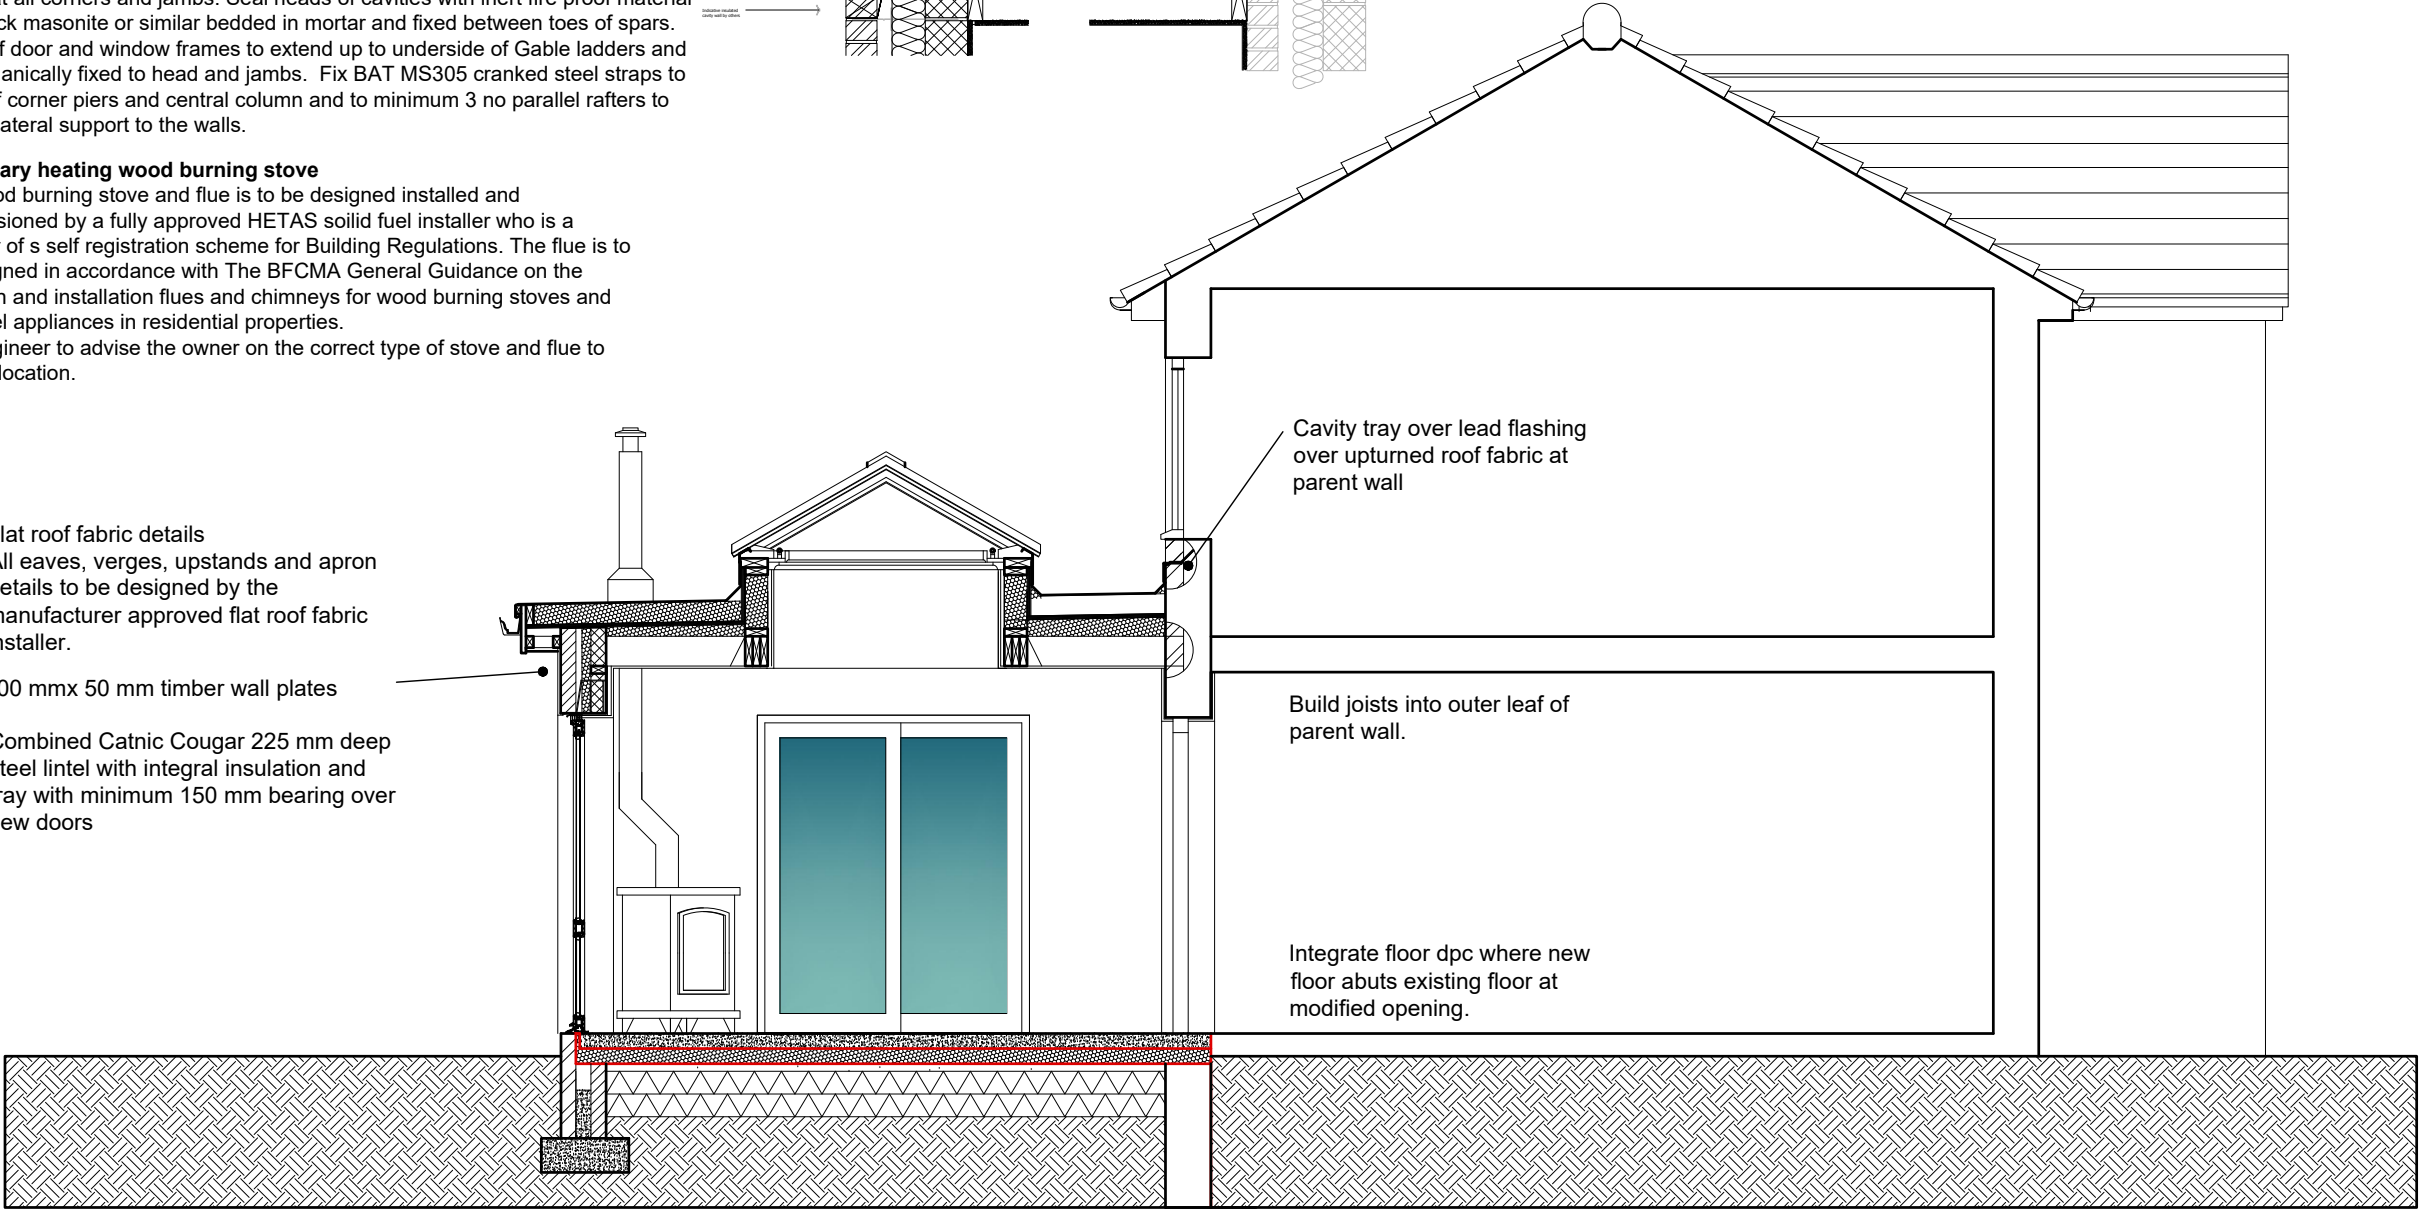 at all corners and jambs. Seal heads of cavities with inert fire proof material
ck masonite or similar bedded in mortar and fixed between toes of spars.
f door and window frames to extend up to underside of Gable ladders and
anically fixed to head and jambs. Fix BAT MS305 cranked steel straps to
f corner piers and central column and to minimum 3 no parallel rafters to
ateral support to the walls.
ary heating wood burning stove
od burning stove and flue is to be designed installed and
sioned by a fully approved HETAS soilid fuel installer who is a
r of s self registration scheme for Building Regulations. The flue is to
gned in accordance with The BFCMA General Guidance on the
n and installation flues and chimneys for wood burning stoves and
el appliances in residential properties.
gineer to advise the owner on the correct type of stove and flue to
location.
Indicative insulated
cavity wall by others
Cavity tray over lead flashing
over upturned roof fabric at
parent wall
lat roof fabric details
All eaves, verges, upstands and apron
etails to be designed by the
manufacturer approved flat roof fabric
nstaller.
00 mmx 50 mm timber wall plates
Combined Catnic Cougar 225 mm deep
steel lintel with integral insulation and
ray with minimum 150 mm bearing over
ew doors
Build joists into outer leaf of
parent wall.
Integrate floor dpc where new
floor abuts existing floor at
modified opening.